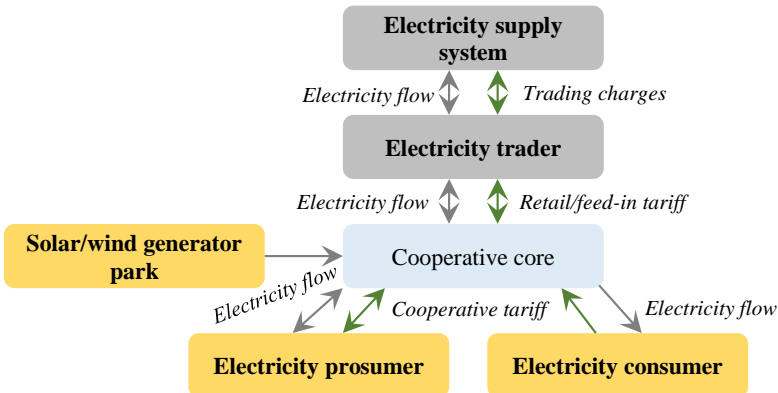 Electricity supply
system
Electricity flow
Trading charges
Electricity trader
Electricity flow
Retail/feed-in tariff
Solar/wind generator
park
Cooperative core
Electricity flow
Cooperative tariff
Electricity flow
Electricity prosumer
Electricity consumer